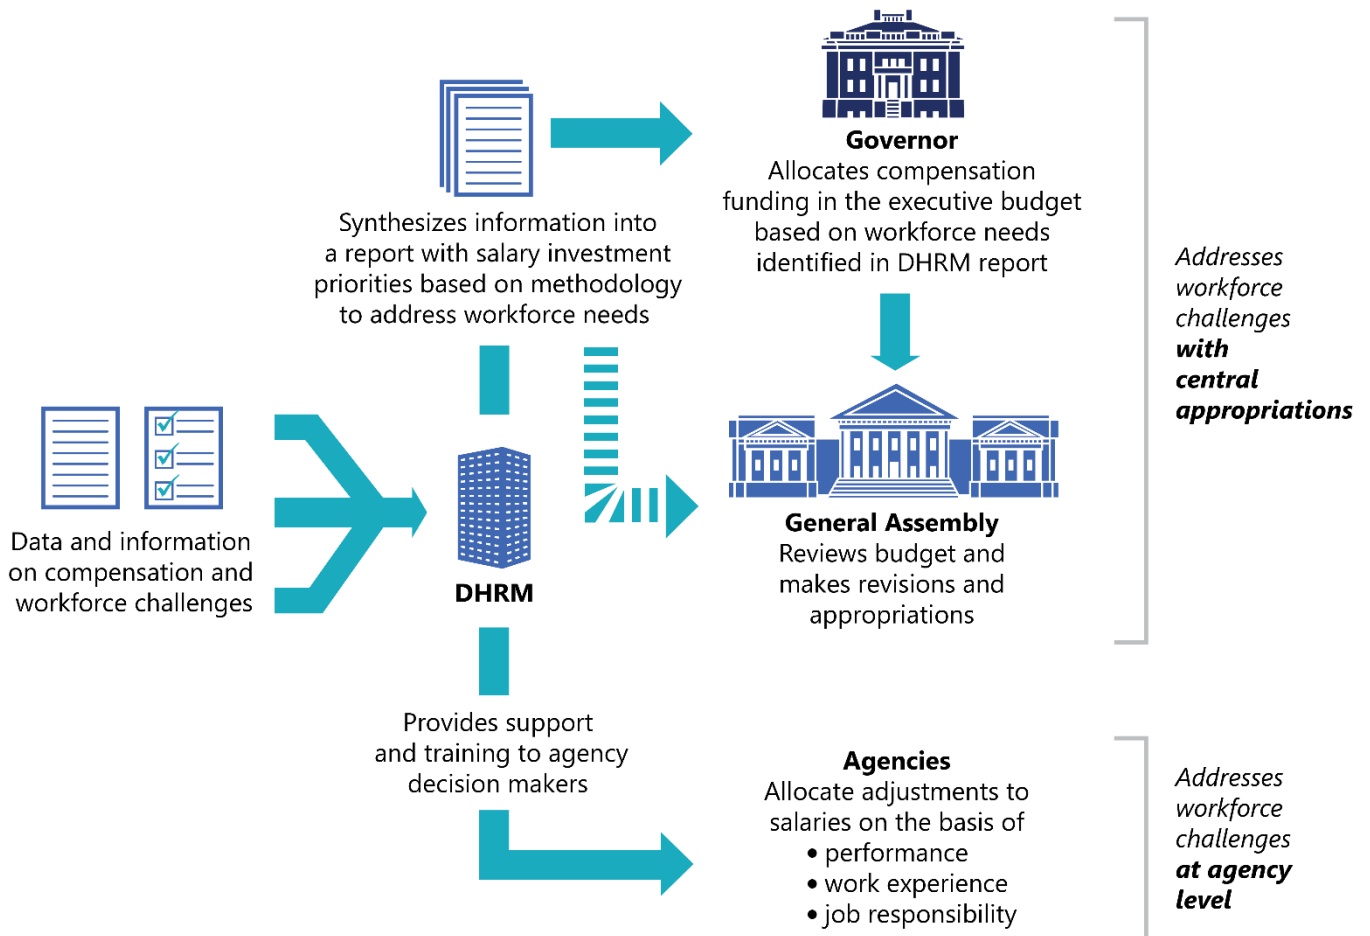 Governor
Allocates compensation
funding in the executive budget
based on workforce needs
identified in DHRM report
Synthesizes information into
a report with salary investment
priorities based on methodology
to address workforce needs
Addresses
workforce
challenges
with
central
appropriations
Data and information
on compensation and
workforce challenges
DHRM
General Assembly
Reviews budget and
makes revisions and
appropriations
Provides support
and training to agency
decision makers
Agencies
Allocate adjustments to
salaries on the basis of
• performance
• work experience
• job responsibility
Addresses
workforce
challenges
at agency
level